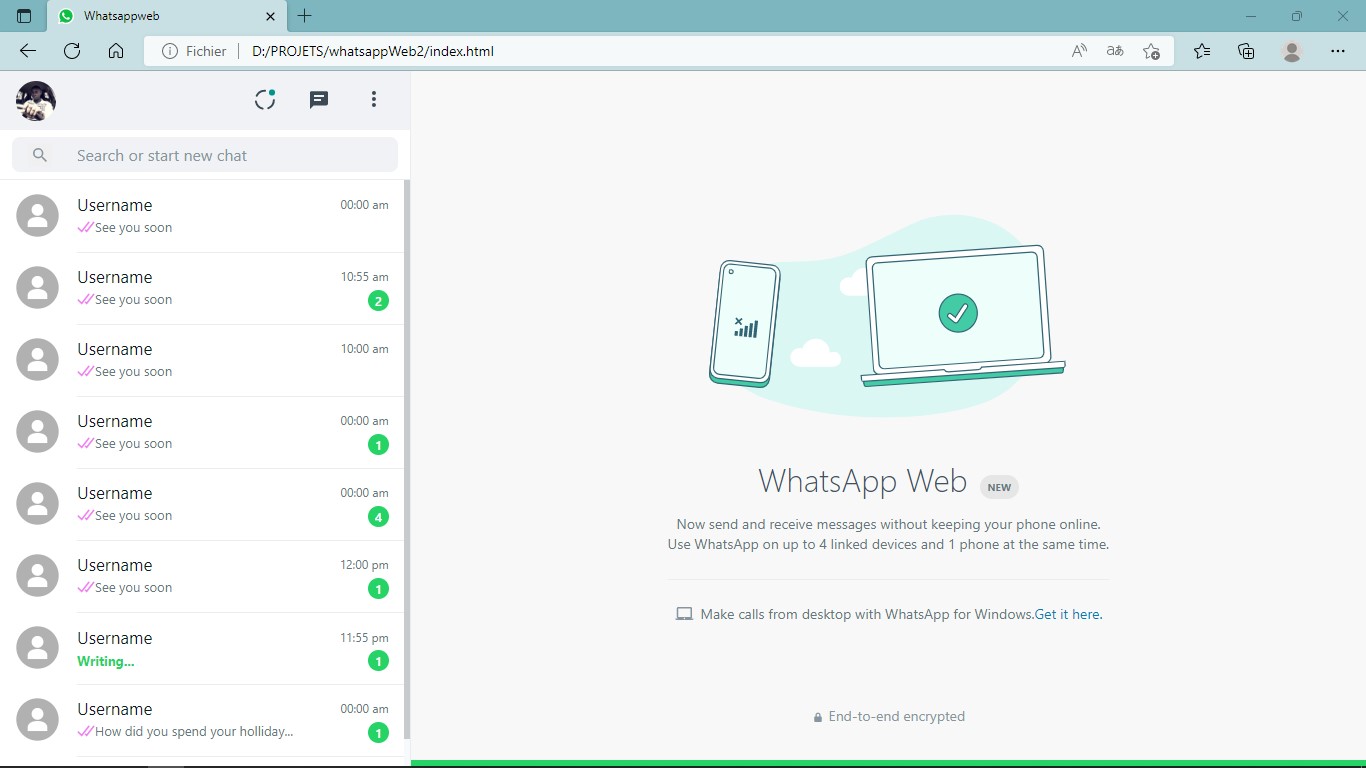 Whatsappweb
Fichier D:/PROJETS/whatsappWeb2/index.html
Search or start new chat
Username 00:00 am
See you soon
Username 10:55 am
See you soon 2
Username 10:00 am
See you soon
Username 00:00 am
See you soon 1
Username 00:00 am
See you soon 4
Username 12:00 pm
See you soon 1
Username 11:55 pm
Writing... 1
Username 00:00 am
How did you spend your holliday... 1
WhatsApp Web NEW
Now send and receive messages without keeping your phone online.
Use WhatsApp on up to 4 linked devices and 1 phone at the same time.
Make calls from desktop with WhatsApp for Windows.Get it here.
End-to-end encrypted